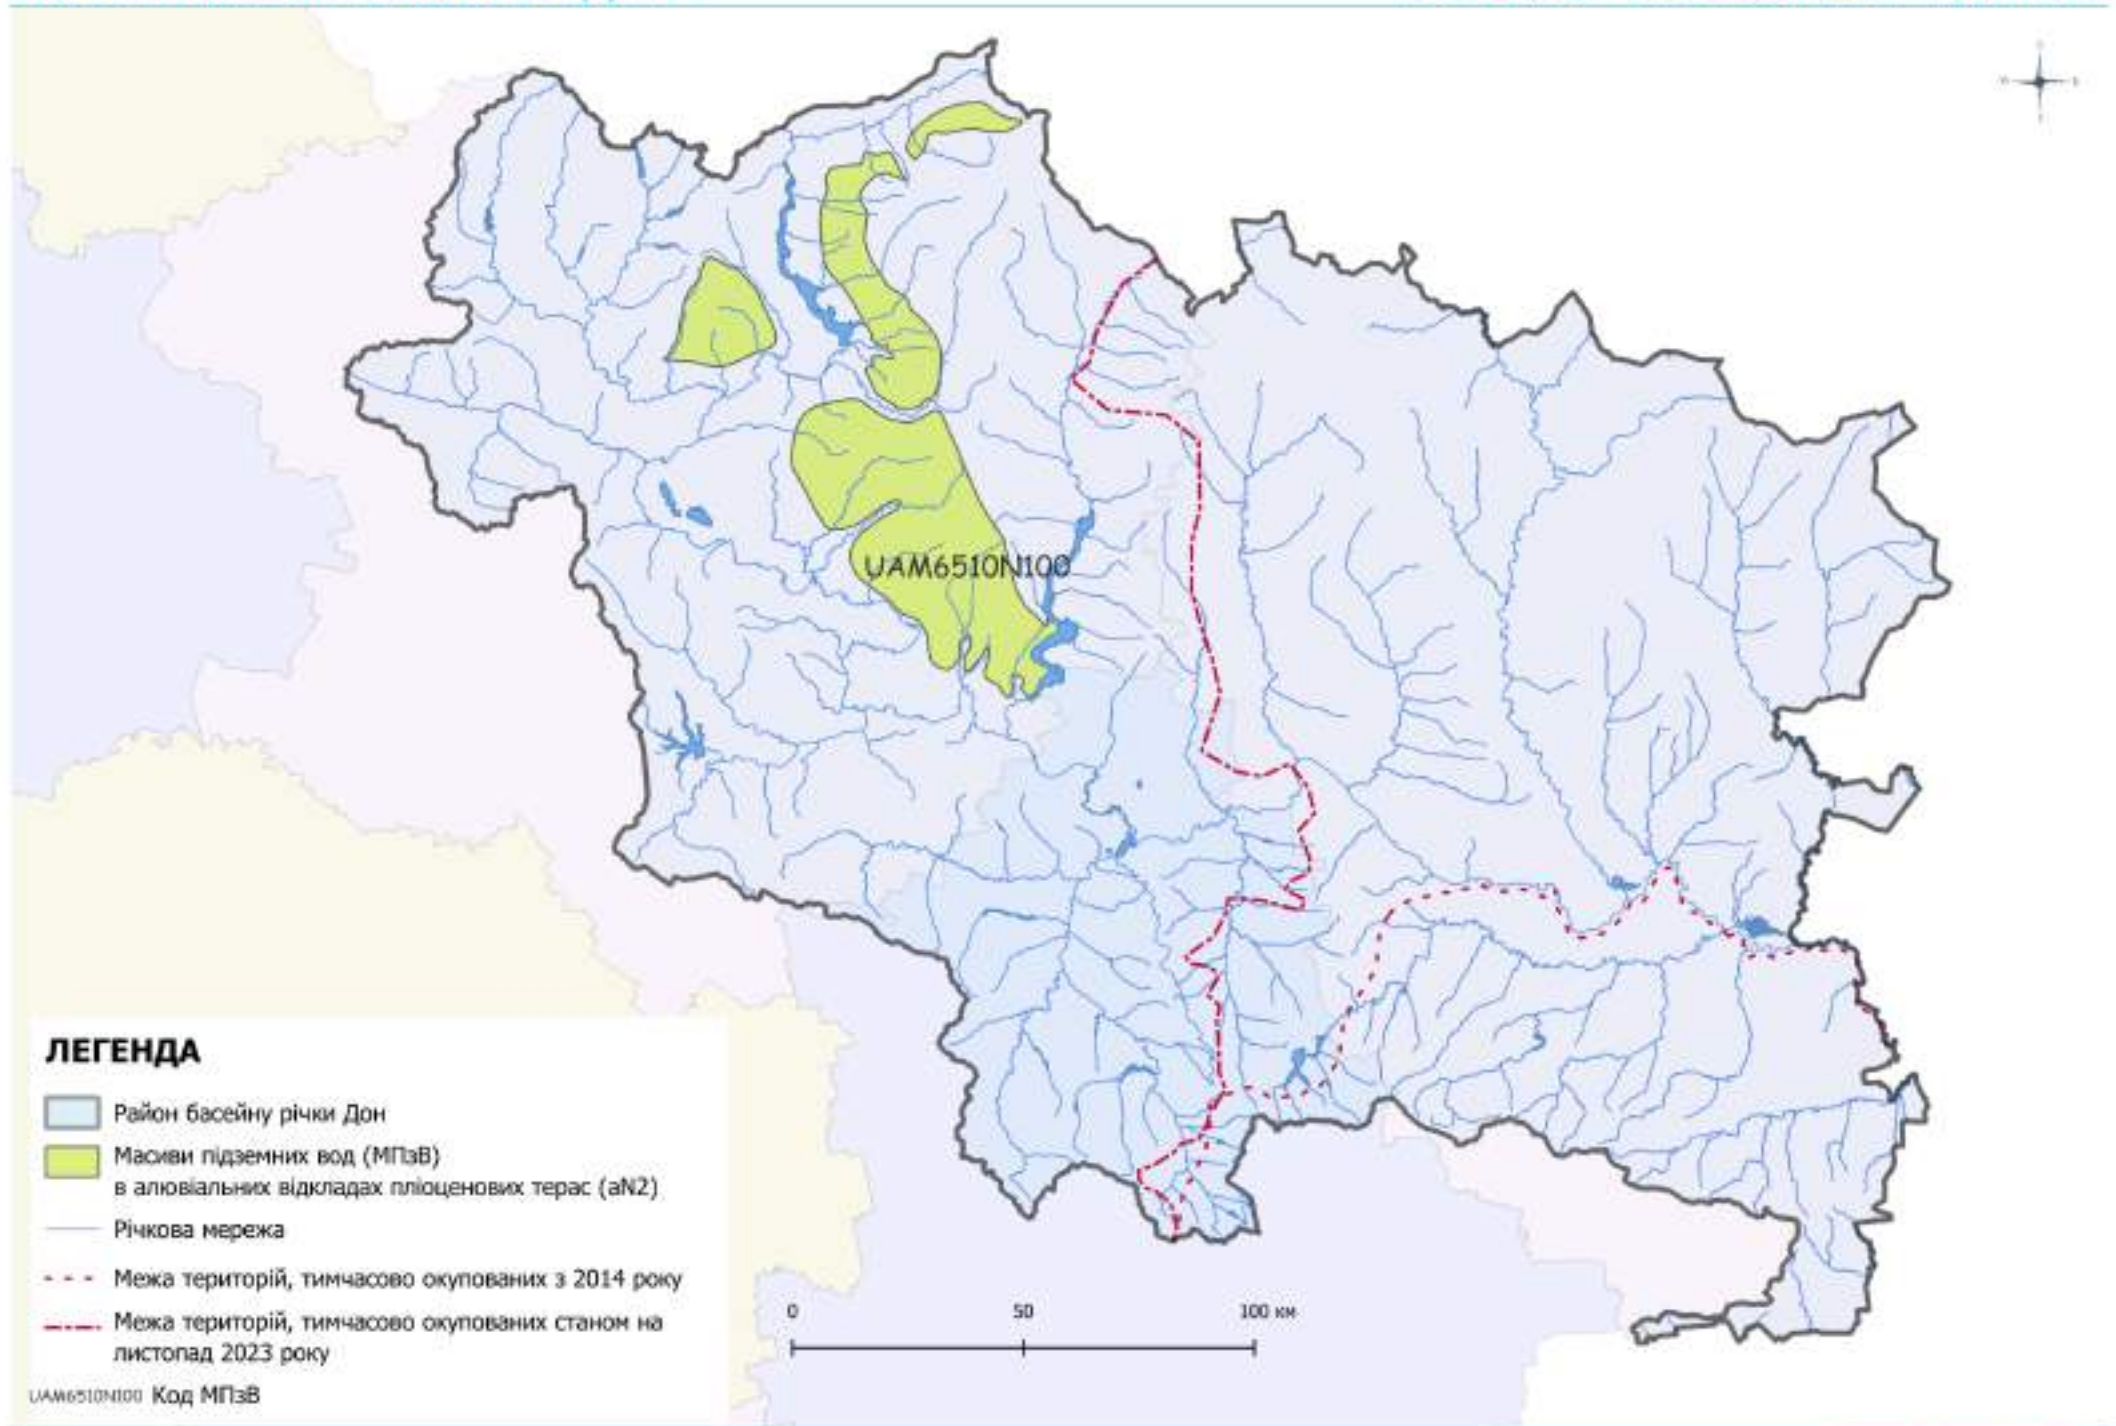 UAM6510N100
ЛЕГЕНДА
Район басейну річки Дон
Масиви підземних вод (МПзВ)
в алювіальних відкладах пліоценових терас (aN2)
Річкова мережа
Межа територій, тимчасово окупованих з 2014 року
Межа територій, тимчасово окупованих станом на
листопад 2023 року
UAM6510N100 Код МПзВ
0 50 100 км